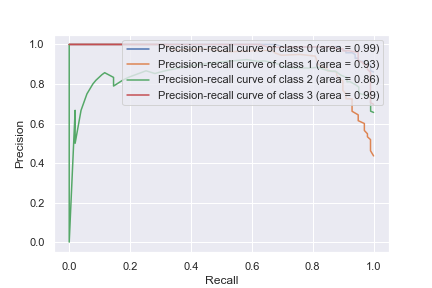 1.0
0.8
0.6
0.4
0.2
0.0
Precision
Precision-recall curve of class 0 (area = 0.99)
Precision-recall curve of class 1 (area = 0.93)
Precision-recall curve of class 2 (area = 0.86)
Precision-recall curve of class 3 (area = 0.99)
0.0 0.2 0.4 0.6 0.8 1.0
Recall